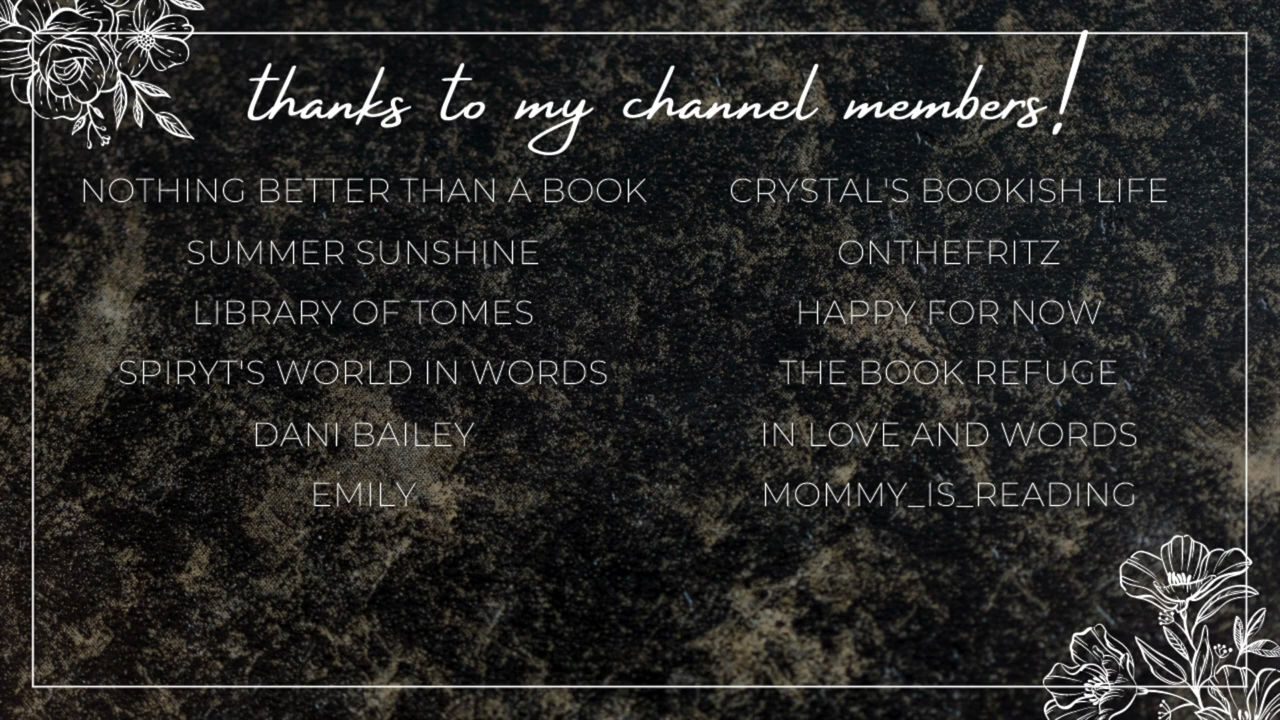 thanks to my channel members!
NOTHING BETTER THAN A BOOK
SUMMER SUNSHINE
LIBRARY OF TOMES
SPIRYT'S WORLD IN WORDS
DANI BAILEY
EMILY
CRYSTAL'S BOOKISH LIFE
ONTHEFRITZ
HAPPY FOR NOW
THE BOOK REFUGE
IN LOVE AND WORDS
MOMMY_IS_READING